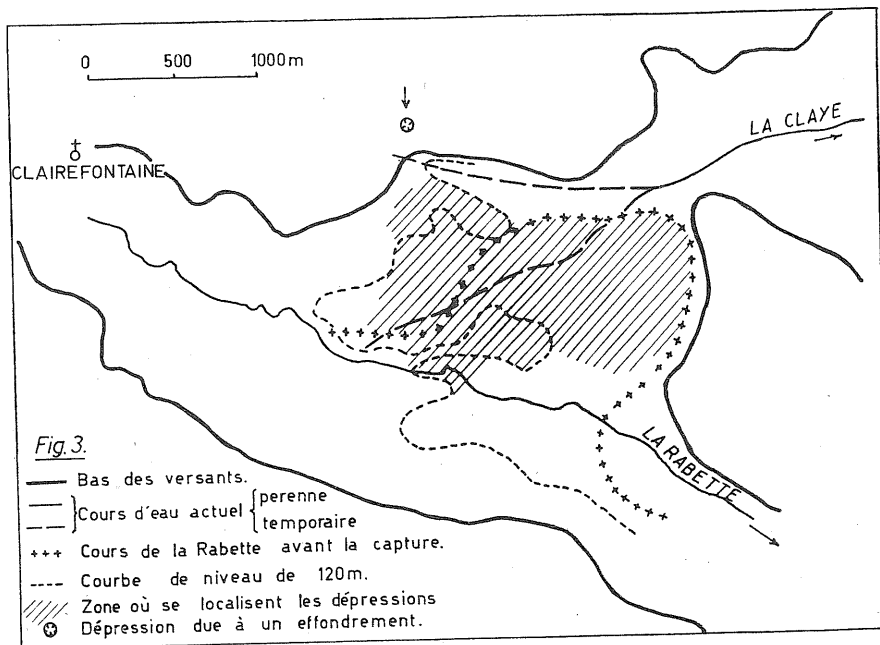 0 500 1000 m
LA CLAYE
CLAIREFONTAINE
LA RABETTE
Fig. 3.
Bas des versants.
Cours d'eau actuel { perenne
temporaire
+++ Cours de la Rabette avant la capture.
---- Courbe de niveau de 120m.
Zone où se localisent les dépressions
Dépression due à un effondrement.